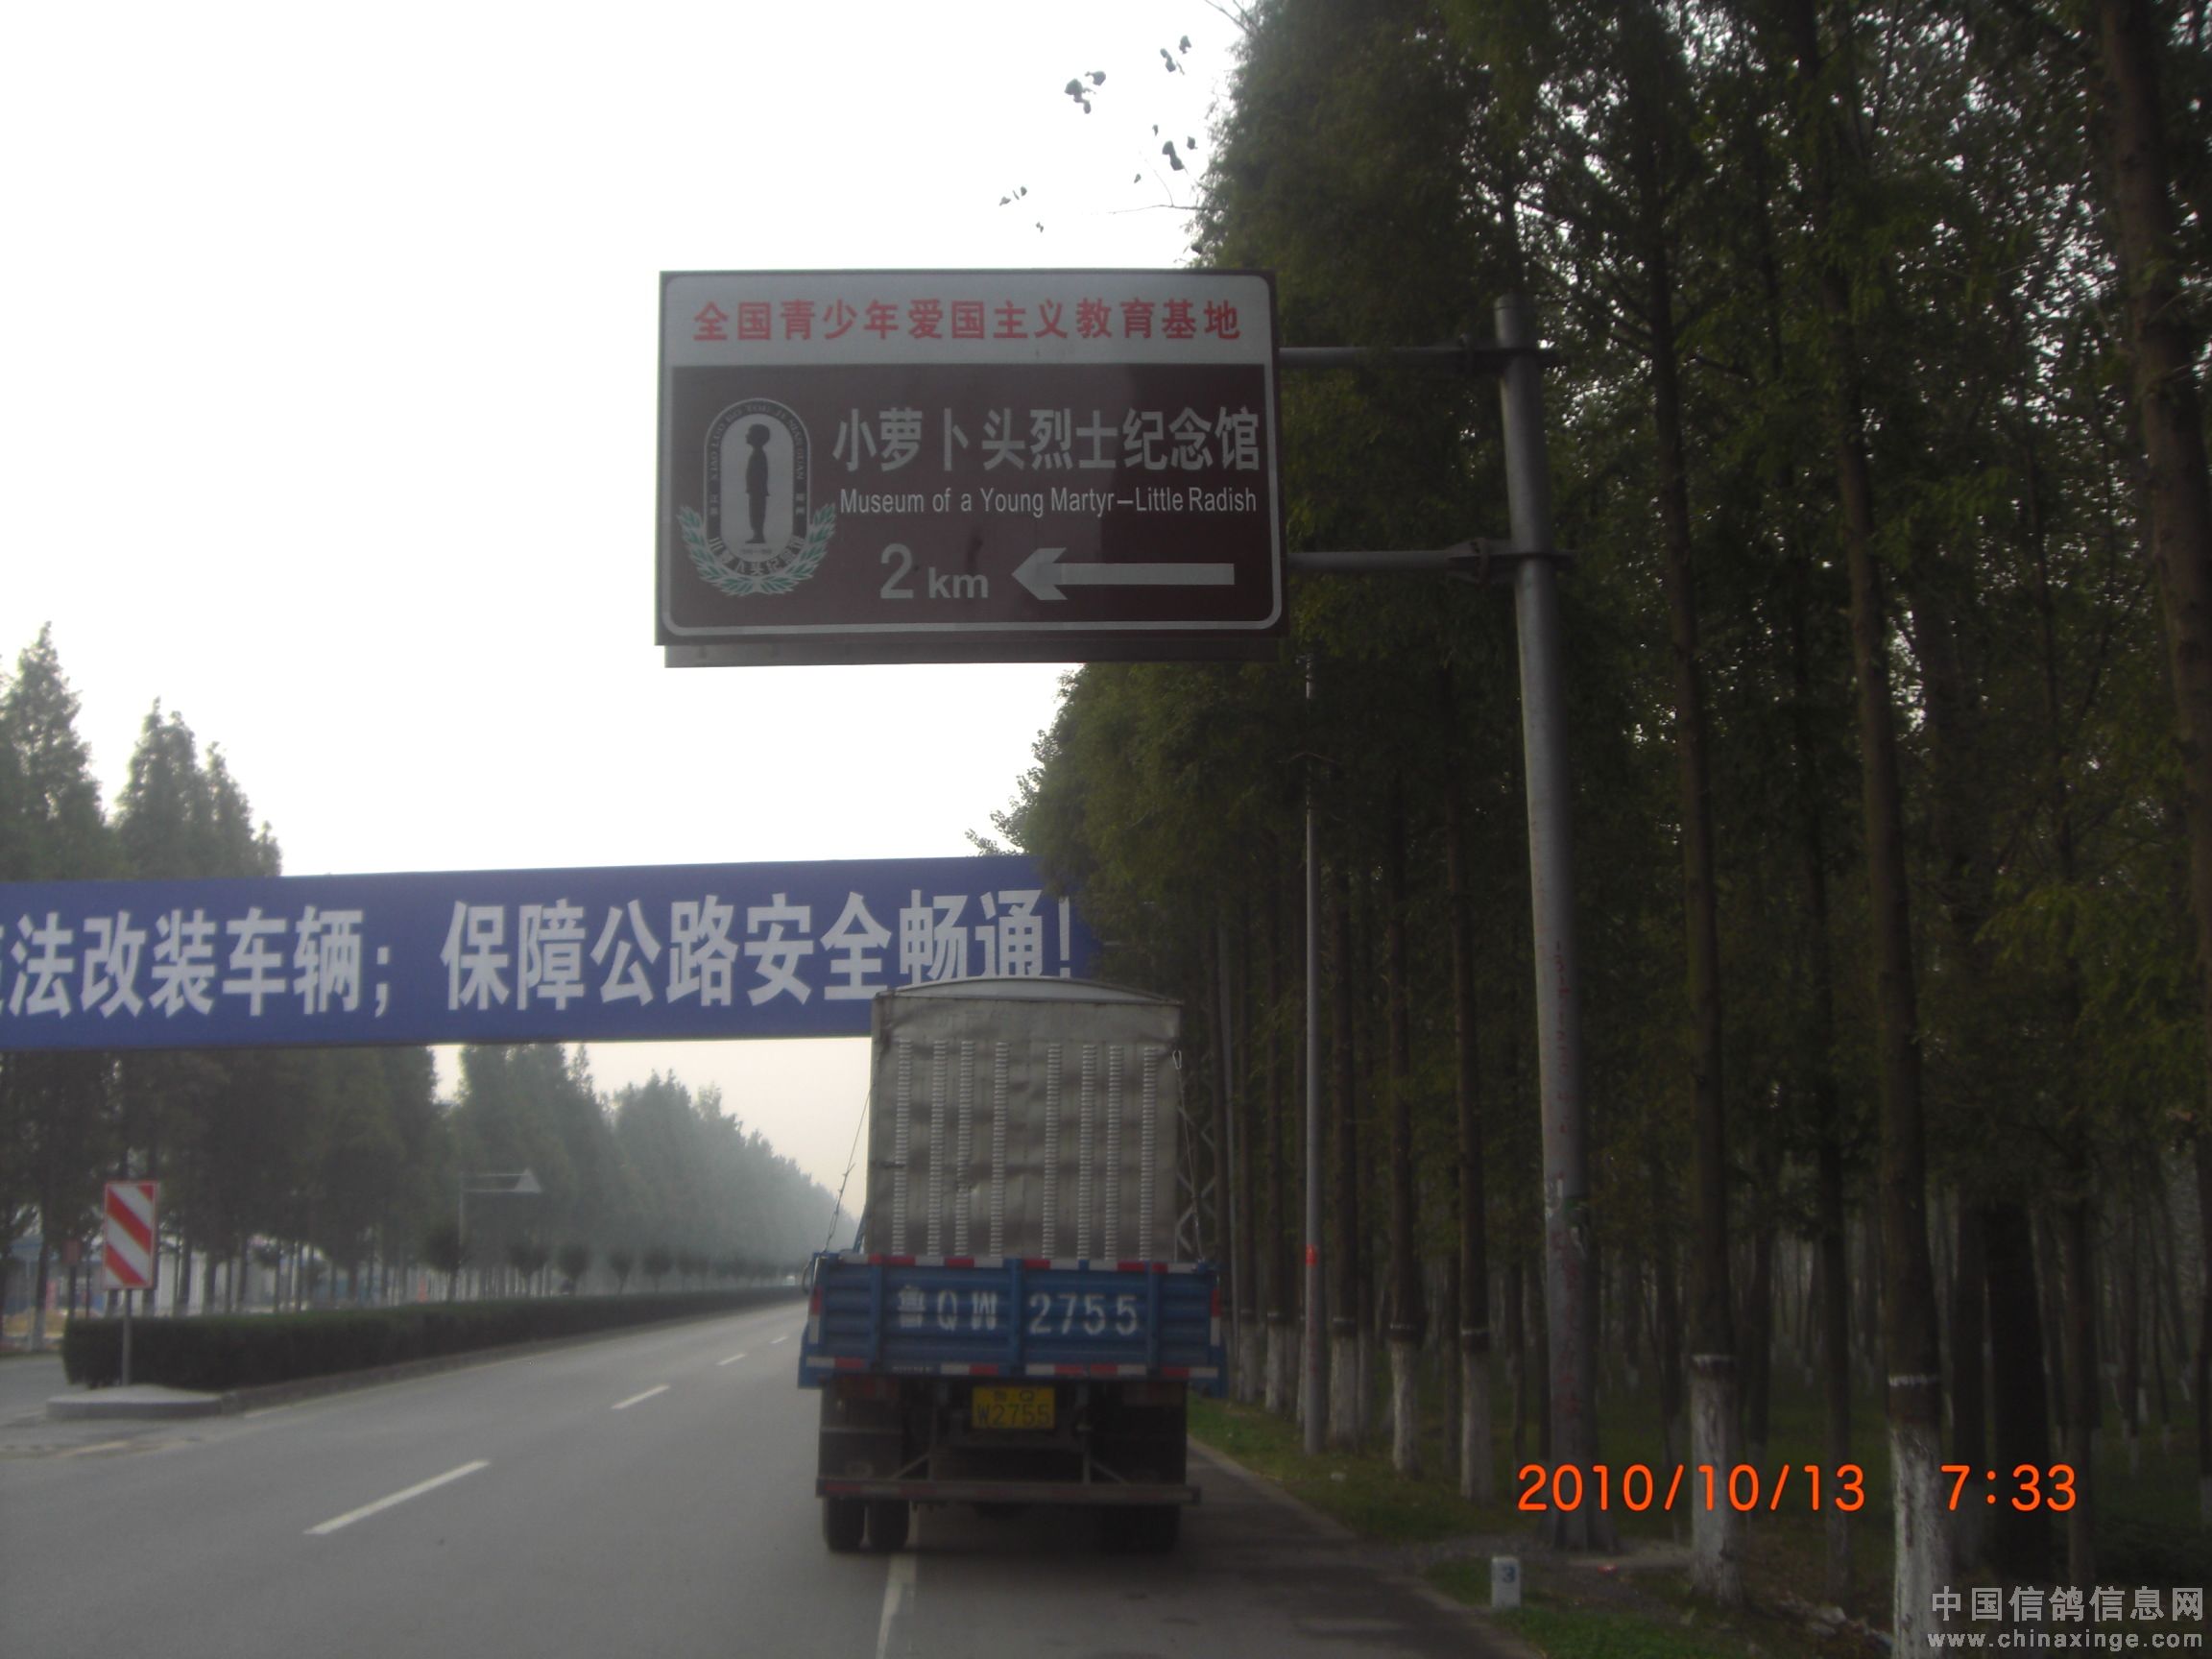 全国青少年爱国主义教育基地
小萝卜头烈士纪念馆
Museum of a Young Martyr—Little Radish
2 km
法改装车辆；保障公路安全畅通！
鲁QW 2755
W2755
3
2010/10/13 7:33
中国信鸽信息网
www.chinaxinge.com